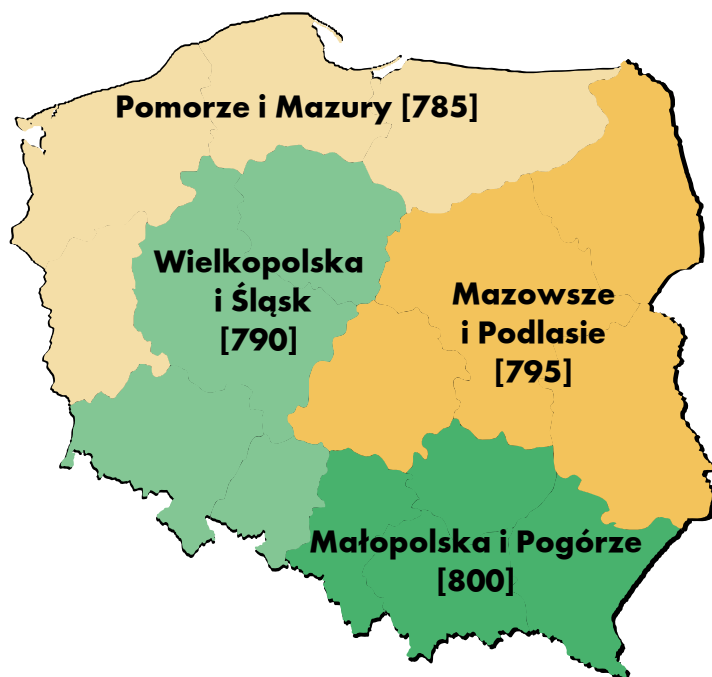 Pomorze i Mazury [785]
Wielkopolska
i Śląsk
[790]
Mazowsze
i Podlasie
[795]
Małopolska i Pogórze
[800]